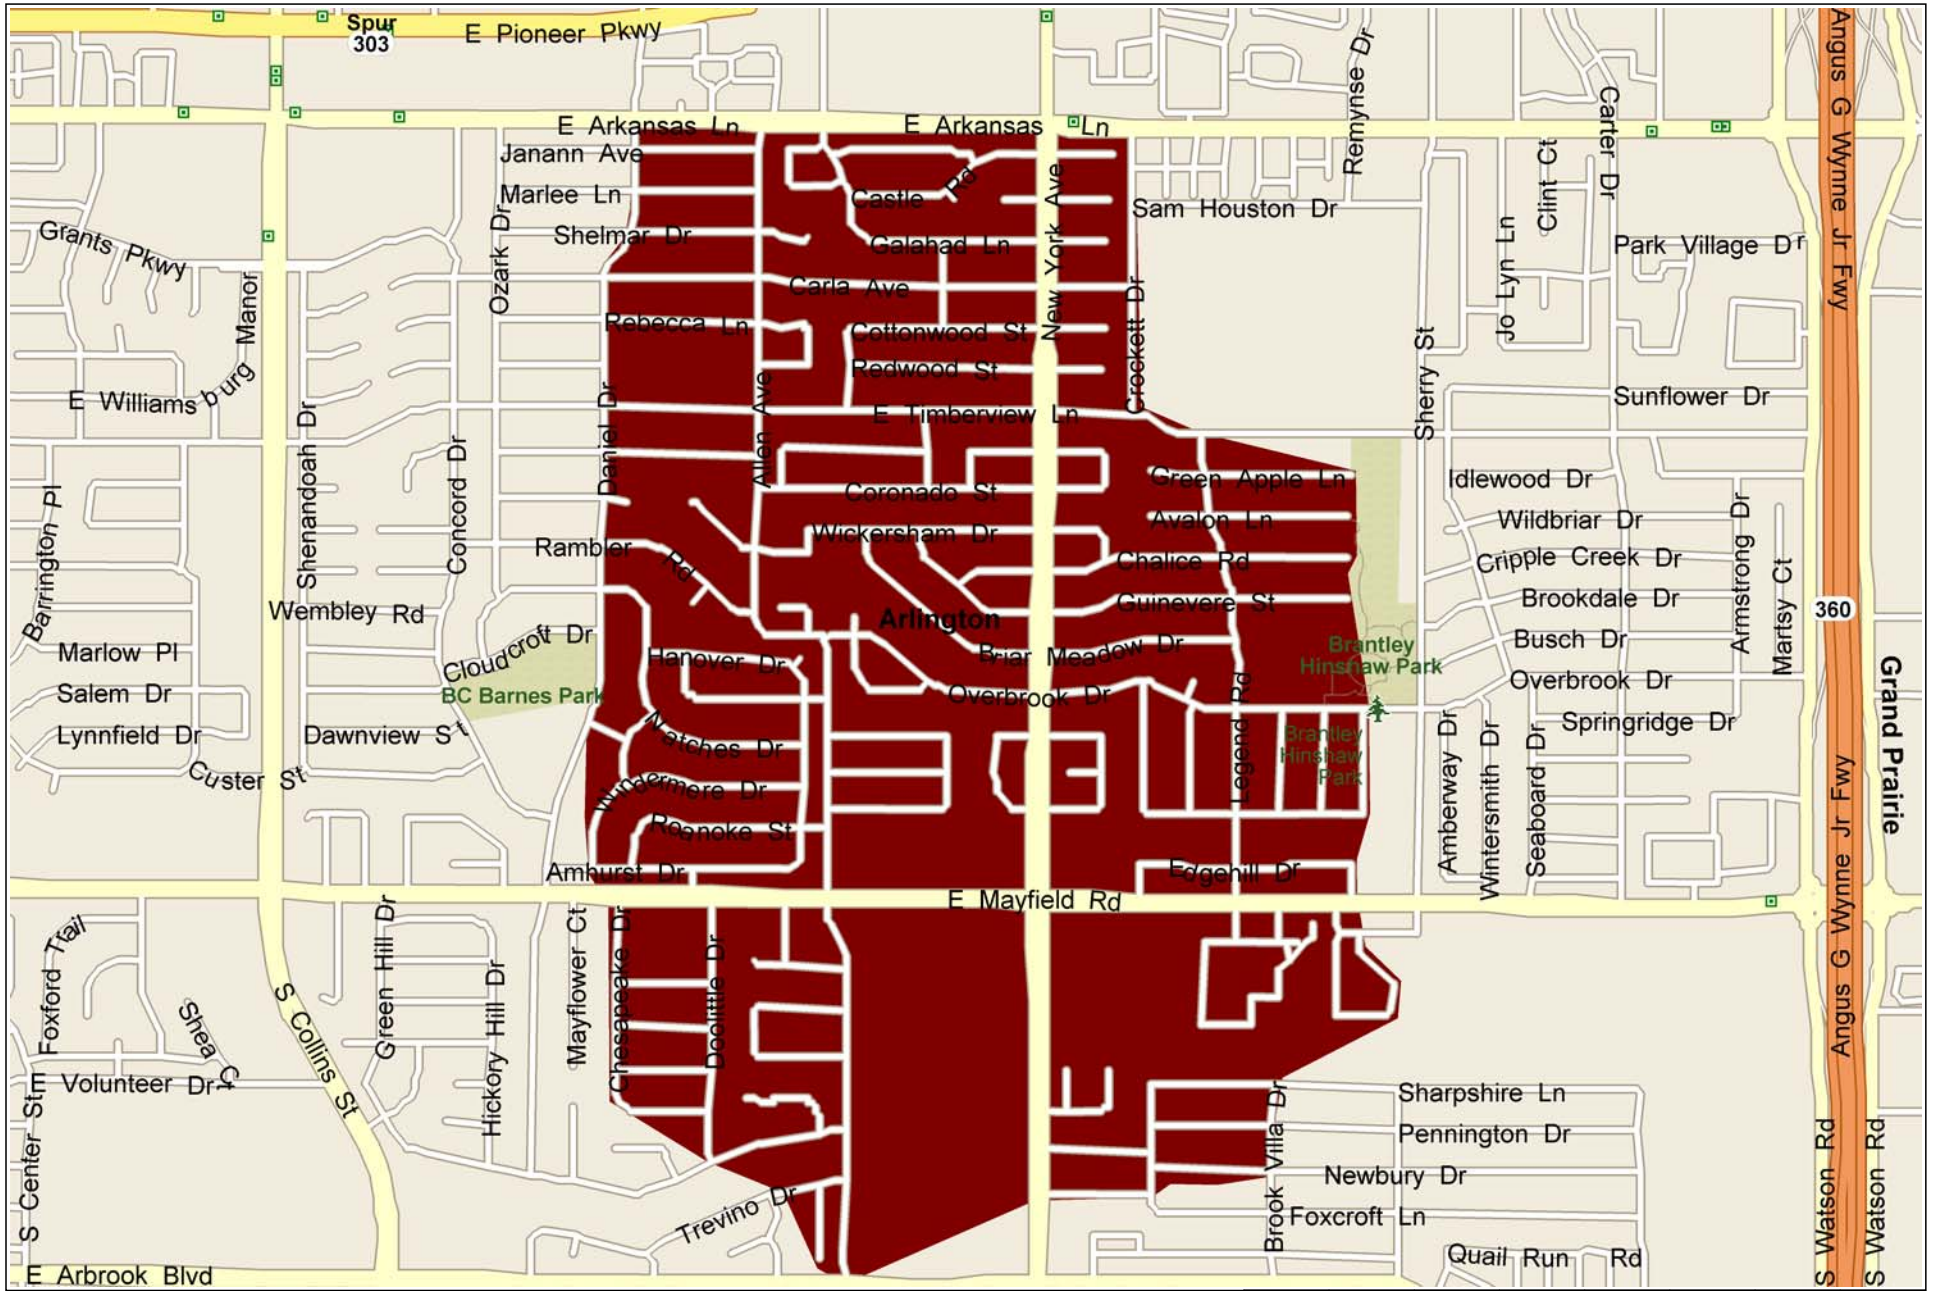 Spur
303
E Pioneer Pkwy
E Arkansas Ln
E Arkansas Ln
Janann Ave
Marlee Ln
Shelmar Dr
Ozark Dr
Grants Pkwy
Castle Rd
Galahad Ln
Carla Ave
New York Ave
Sam Houston Dr
Remynse Dr
Carter Dr
Clint Ct
Park Village Dr
Jo Lyn Ln
Angus G Wynne Jr Fwy
E Williamsburg Manor
Rebecca Ln
Cottonwood St
Redwood St
Crockett Dr
Sherry St
Sunflower Dr
E Timberview Ln
Shenandoah Dr
Concord Dr
Daniel Dr
Allen Ave
Barrington Pl
Coronado St
Green Apple Ln
Idlewood Dr
Wickersham Dr
Avalon Ln
Wildbriar Dr
Rambler Rd
Chalice Rd
Cripple Creek Dr
Armstrong Dr
Martsy Ct
Wembley Rd
Guinevere St
Brookdale Dr
360
Arlington
Cloudcroft Dr
Marlow Pl
Hanover Dr
Briar Meadow Dr
Brantley
Hinshaw Park
Busch Dr
Salem Dr
BC Barnes Park
Overbrook Dr
Overbrook Dr
Lynnfield Dr
Dawnview St
Natches Dr
Legend Rd
Brantley
Hinshaw
Park
Springridge Dr
Grand Prairie
Custer St
Windermere Dr
Amberway Dr
Wintersmith Dr
Seaboard Dr
Roanoke St
Amhurst Dr
Edgehill Dr
E Mayfield Rd
Angus G Wynne Jr Fwy
Foxford Trail
Green Hill Dr
Hickory Hill Dr
Mayflower Ct
Chesapeake Dr
Doolittle Dr
Shea Ct
S Collins St
E Volunteer Dr
S Center St
Sharpshire Ln
Pennington Dr
Brook Villa Dr
Newbury Dr
Trevino Dr
Foxcroft Ln
Quail Run Rd
S Watson Rd
S Watson Rd
E Arbrook Blvd